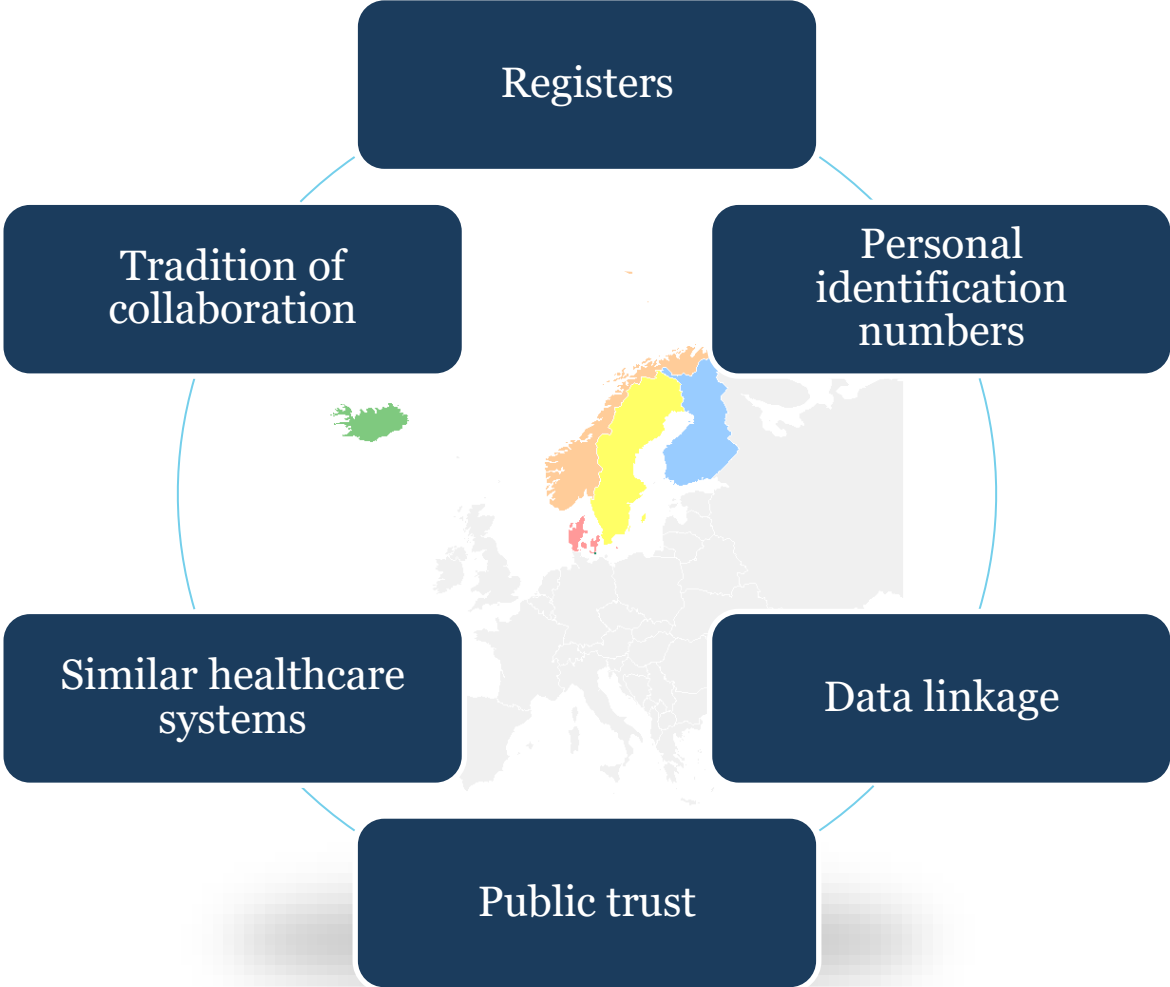 Registers
Tradition of
collaboration
Personal
identification
numbers
Similar healthcare
systems
Data linkage
Public trust